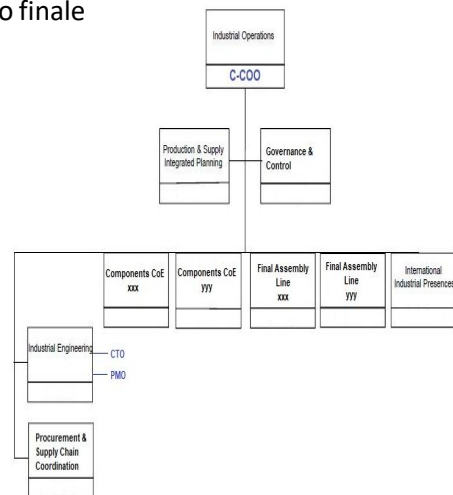 o finale
Industrial Operations
C-COO
Production & Supply
Integrated Planning
Governance &
Control
Components CoE
xxx
Components CoE
yyy
Final Assembly
Line
xxx
Final Assembly
Line
yyy
International
Industrial Presences
Industrial Engineering
CTO
PMO
Procurement &
Supply Chain
Coordination